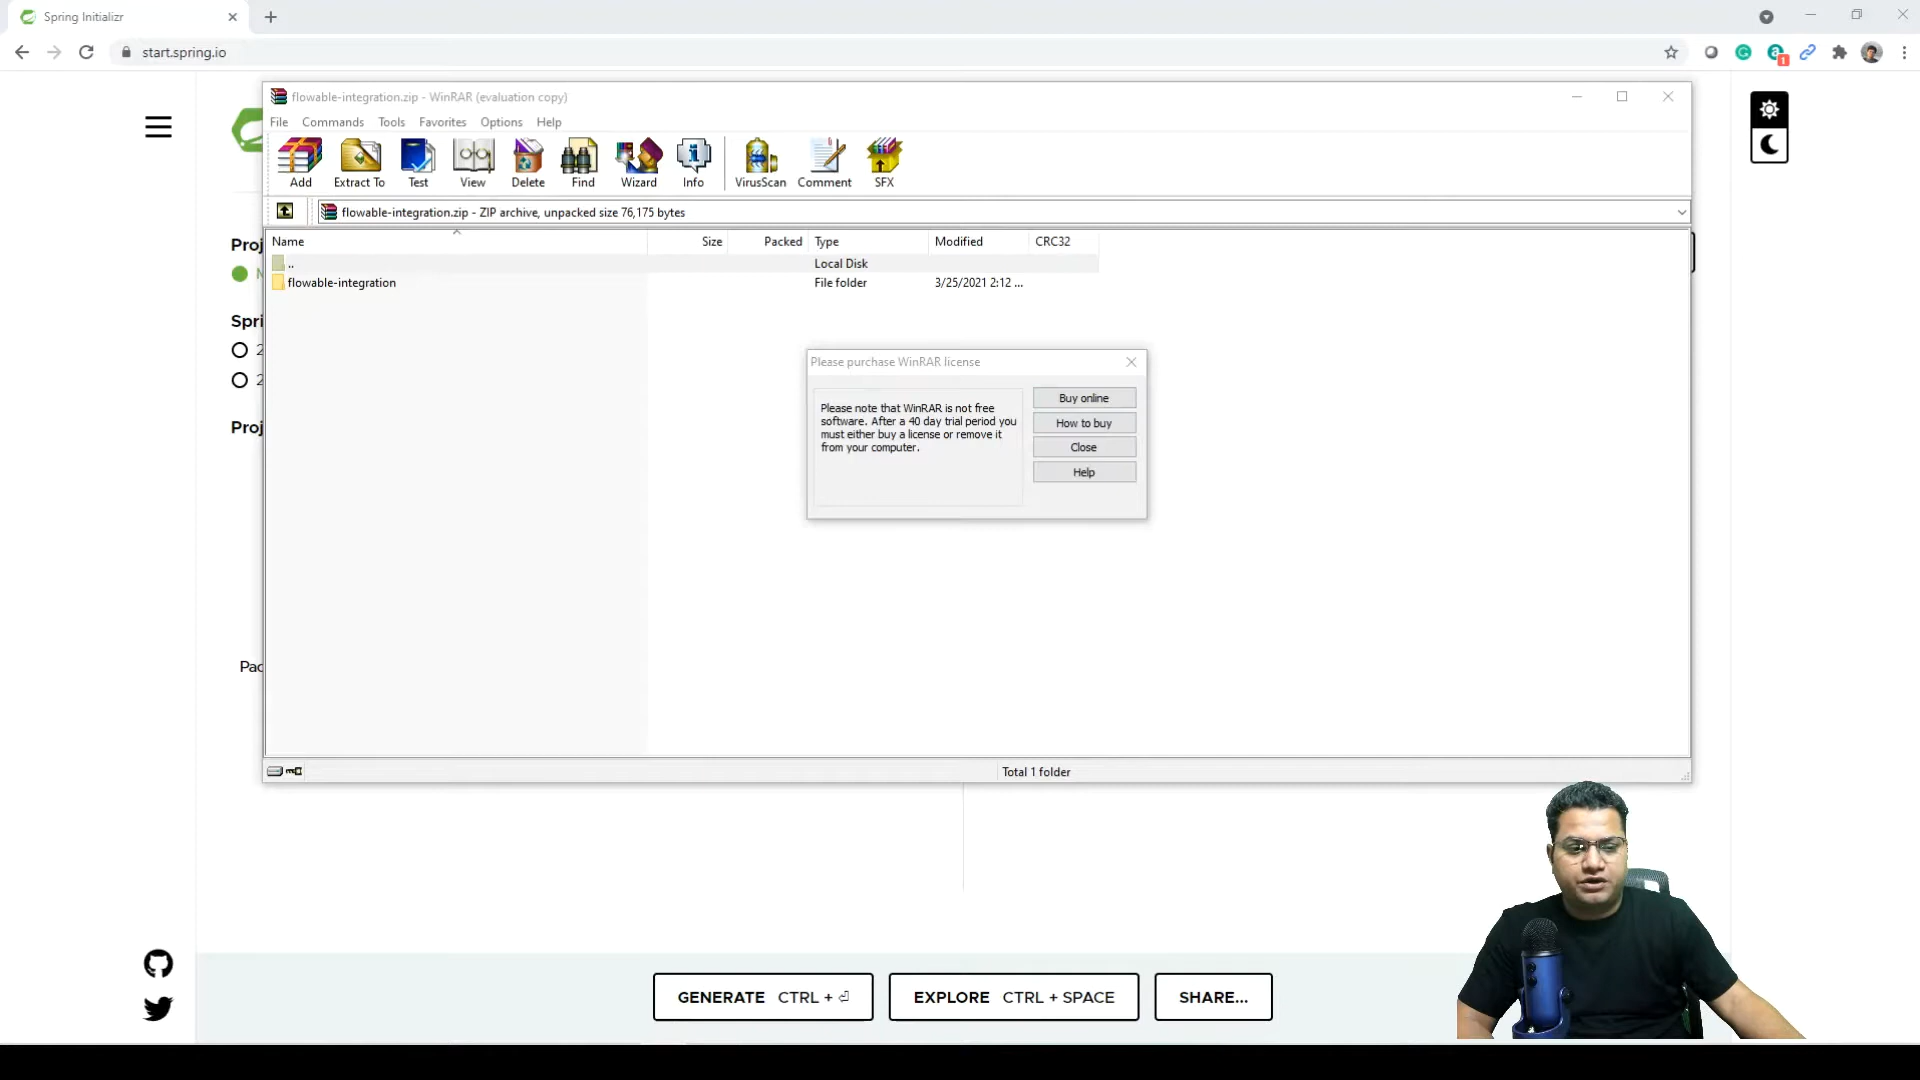 Spring Initializr
start.spring.io
1
flowable-integration.zip - WinRAR (evaluation copy)
File Commands Tools Favorites Options Help
Add Extract To Test View Delete Find Wizard Info VirusScan Comment SFX
flowable-integration.zip - ZIP archive, unpacked size 76,175 bytes
Name Size Packed Type Modified CRC32
.. Local Disk
flowable-integration File folder 3/25/2021 2:12 ...
Proj
Spri
2
2
Proj
Please purchase WinRAR license
Please note that WinRAR is not free
software. After a 40 day trial period you
must either buy a license or remove it
from your computer.
Buy online
How to buy
Close
Help
Pac
Total 1 folder
GENERATE CTRL + ⏎
EXPLORE CTRL + SPACE
SHARE...